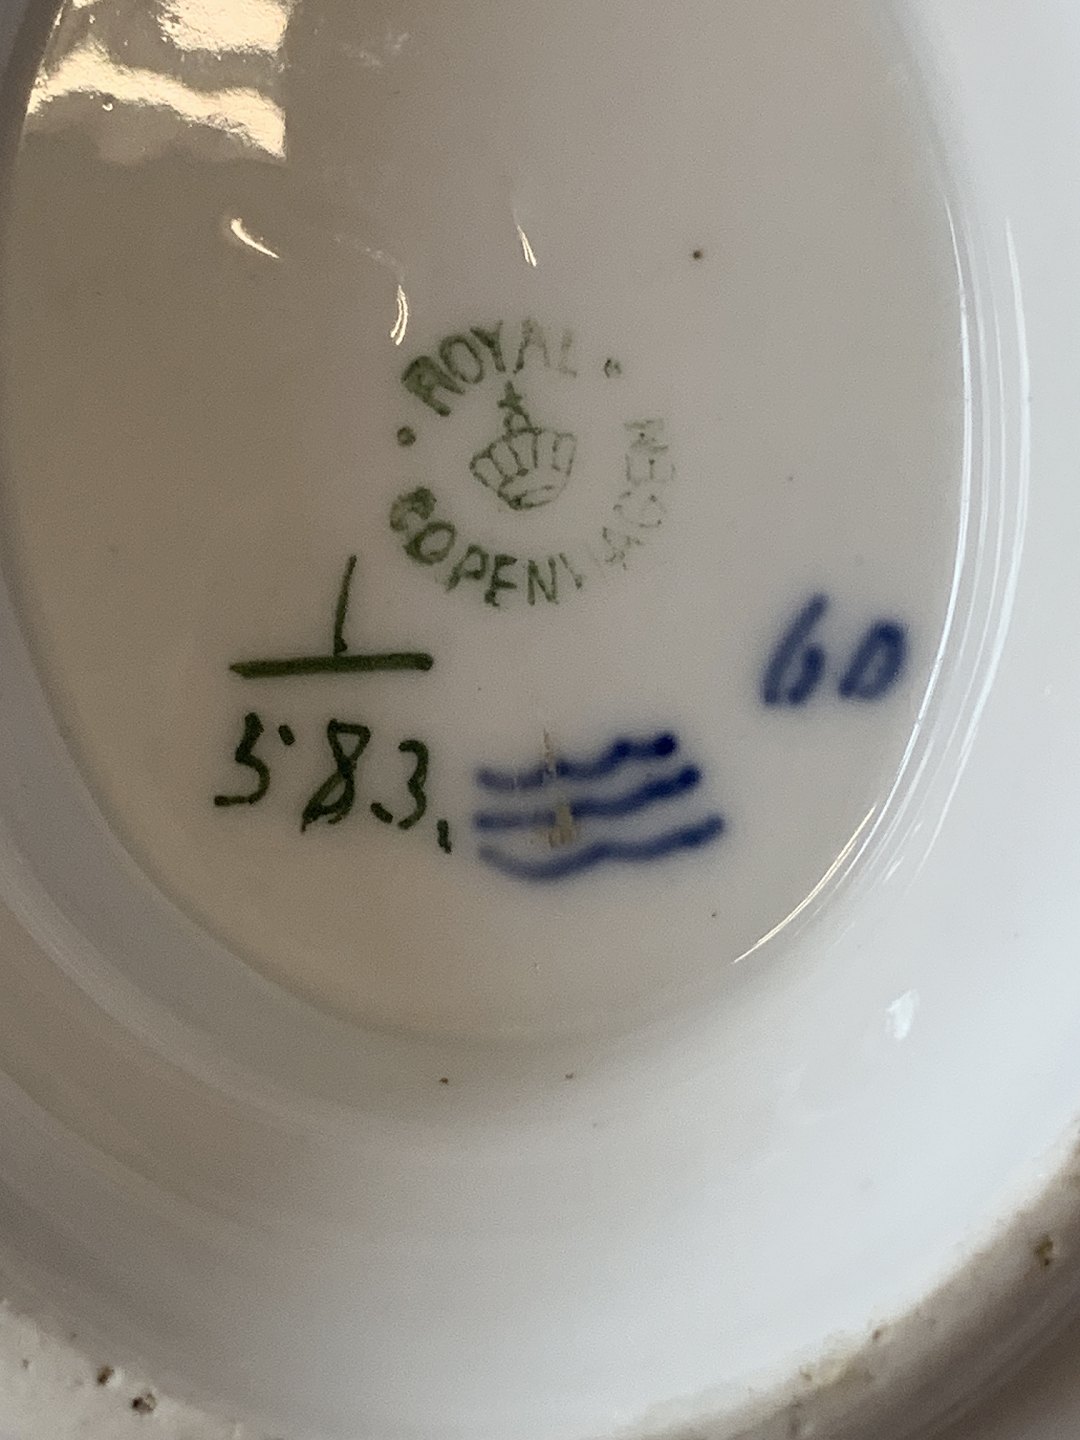 ROYAL
COPENHAGEN
1
583.
60